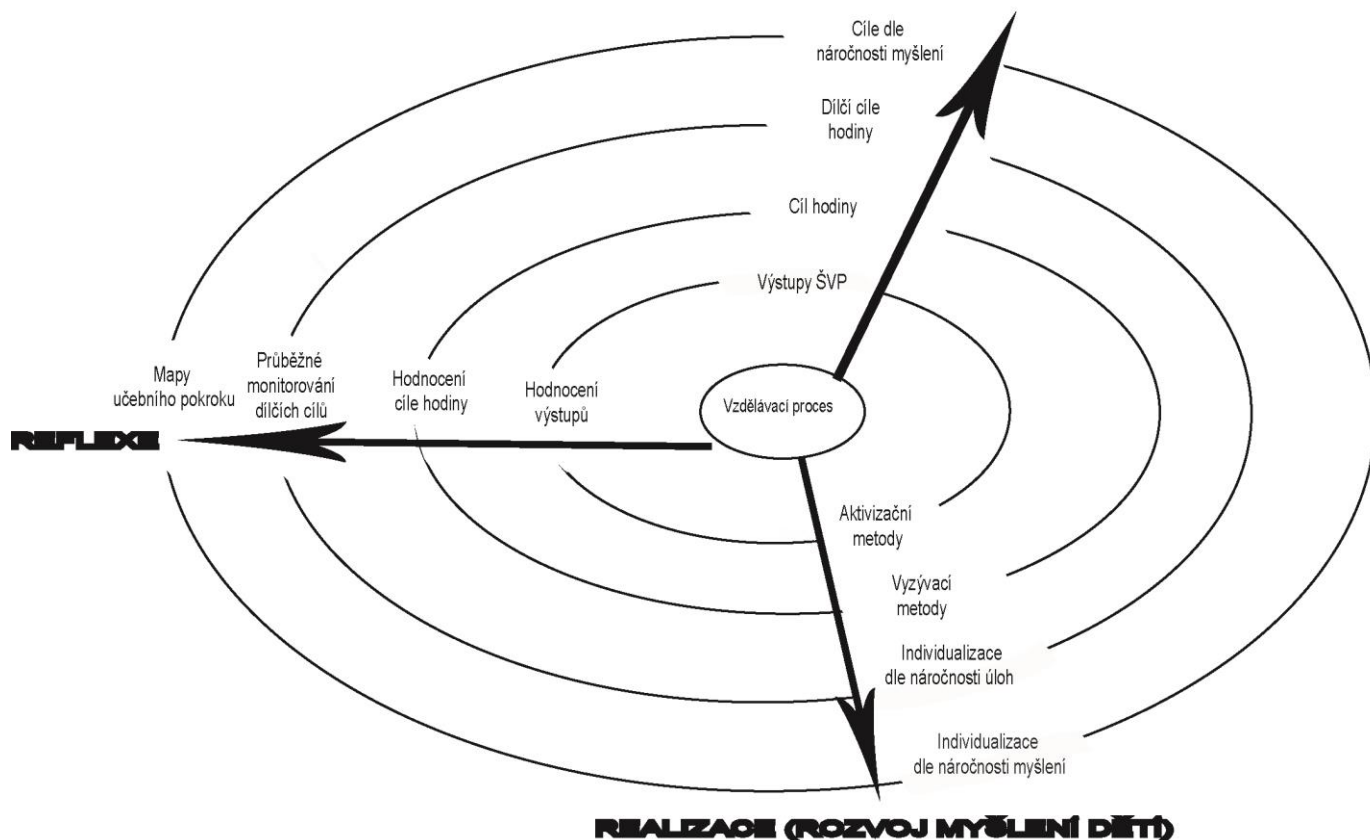 Cíle dle
náročnosti myšlení
Dílčí cíle
hodiny
Cíl hodiny
Výstupy ŠVP
Mapy
učebního pokroku
Průběžné
monitorování
dílčích cílů
Hodnocení
cíle hodiny
Hodnocení
výstupů
Vzdělávací proces
REFLEXE
Aktivizační
metody
Vyzývací
metody
Individualizace
dle náročnosti úloh
Individualizace
dle náročnosti myšlení
REALIZACE (ROZVOJ MYŠLENÍ DĚTÍ)